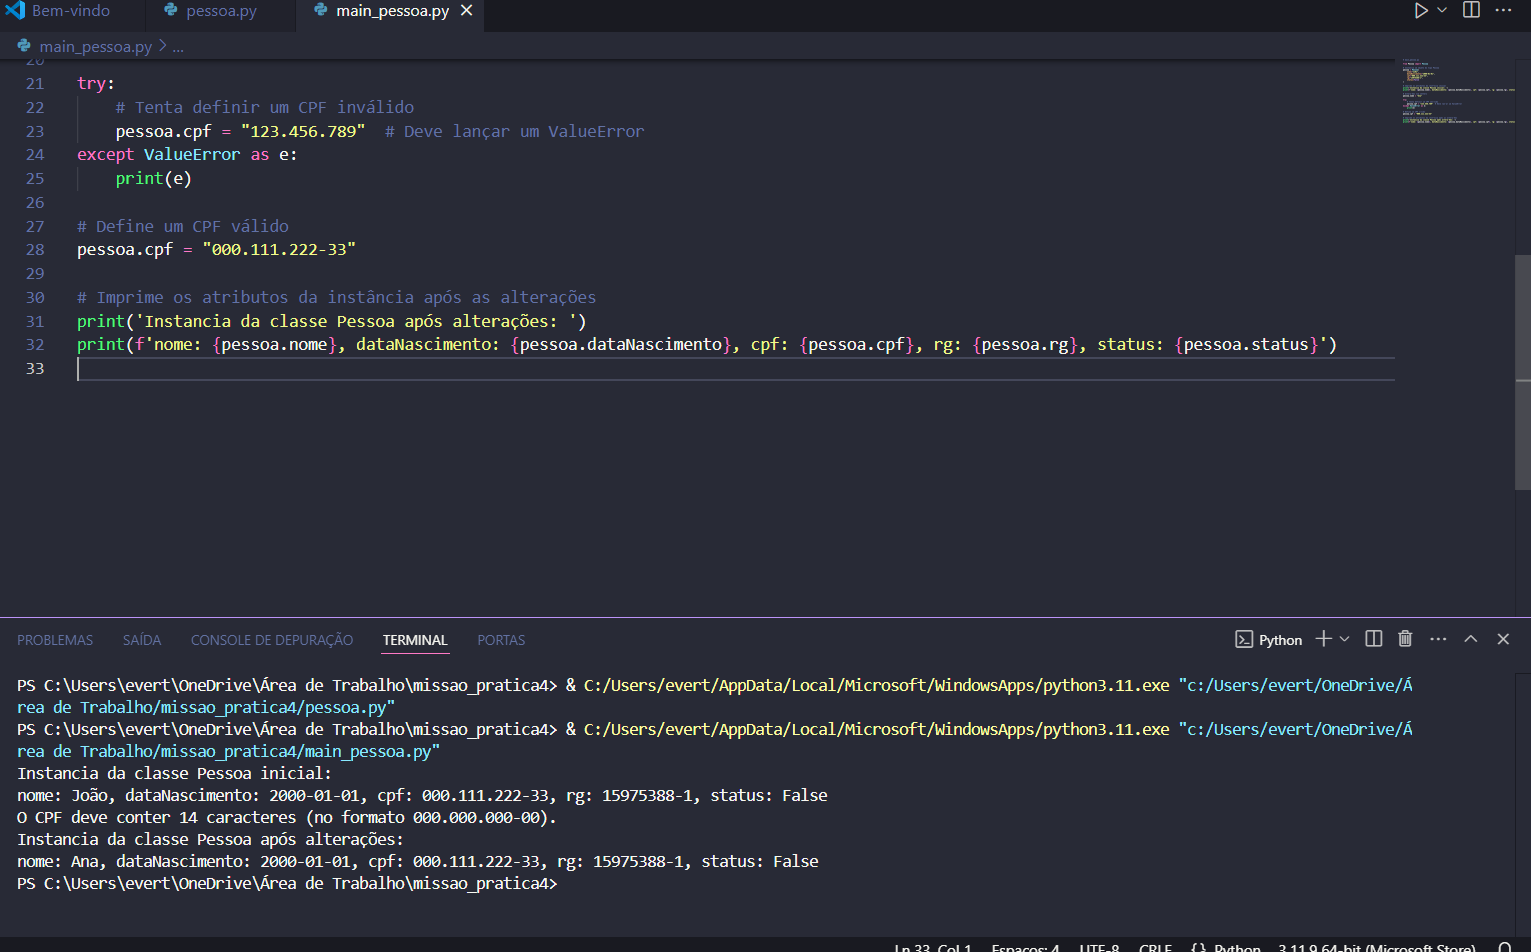 Bem-vindo
pessoa.py
main_pessoa.py
main_pessoa.py > ...
20
21 try:
22     # Tenta definir um CPF inválido
23     pessoa.cpf = "123.456.789"  # Deve lançar um ValueError
24 except ValueError as e:
25     print(e)
26
27 # Define um CPF válido
28 pessoa.cpf = "000.111.222-33"
29
30 # Imprime os atributos da instância após as alterações
31 print('Instancia da classe Pessoa após alterações: ')
32 print(f'nome: {pessoa.nome}, dataNascimento: {pessoa.dataNascimento}, cpf: {pessoa.cpf}, rg: {pessoa.rg}, status: {pessoa.status}')
33
PROBLEMAS SAÍDA CONSOLE DE DEPURAÇÃO TERMINAL PORTAS Python
PS C:\Users\evert\OneDrive\Área de Trabalho\missao_pratica4> & C:/Users/evert/AppData/Local/Microsoft/WindowsApps/python3.11.exe "c:/Users/evert/OneDrive/Á
rea de Trabalho/missao_pratica4/pessoa.py"
PS C:\Users\evert\OneDrive\Área de Trabalho\missao_pratica4> & C:/Users/evert/AppData/Local/Microsoft/WindowsApps/python3.11.exe "c:/Users/evert/OneDrive/Á
rea de Trabalho/missao_pratica4/main_pessoa.py"
Instancia da classe Pessoa inicial:
nome: João, dataNascimento: 2000-01-01, cpf: 000.111.222-33, rg: 15975388-1, status: False
O CPF deve conter 14 caracteres (no formato 000.000.000-00).
Instancia da classe Pessoa após alterações:
nome: Ana, dataNascimento: 2000-01-01, cpf: 000.111.222-33, rg: 15975388-1, status: False
PS C:\Users\evert\OneDrive\Área de Trabalho\missao_pratica4>
Ln 33, Col 1 Espaços: 4 UTF-8 CRLF {} Python 3.11.9 64-bit (Microsoft Store)